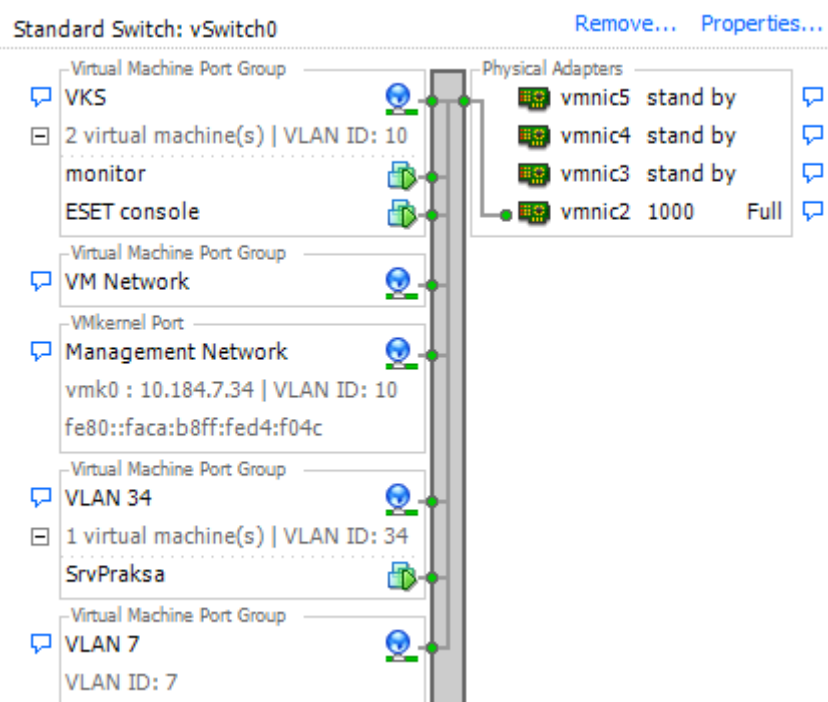 Standard Switch: vSwitch0 Remove... Properties...
Virtual Machine Port Group
VKS
2 virtual machine(s) | VLAN ID: 10
monitor
ESET console
Virtual Machine Port Group
VM Network
VMkernel Port
Management Network
vmk0 : 10.184.7.34 | VLAN ID: 10
fe80::faca:b8ff:fed4:f04c
Virtual Machine Port Group
VLAN 34
1 virtual machine(s) | VLAN ID: 34
SrvPraksa
Virtual Machine Port Group
VLAN 7
VLAN ID: 7
Physical Adapters
vmnic5 stand by
vmnic4 stand by
vmnic3 stand by
vmnic2 1000 Full